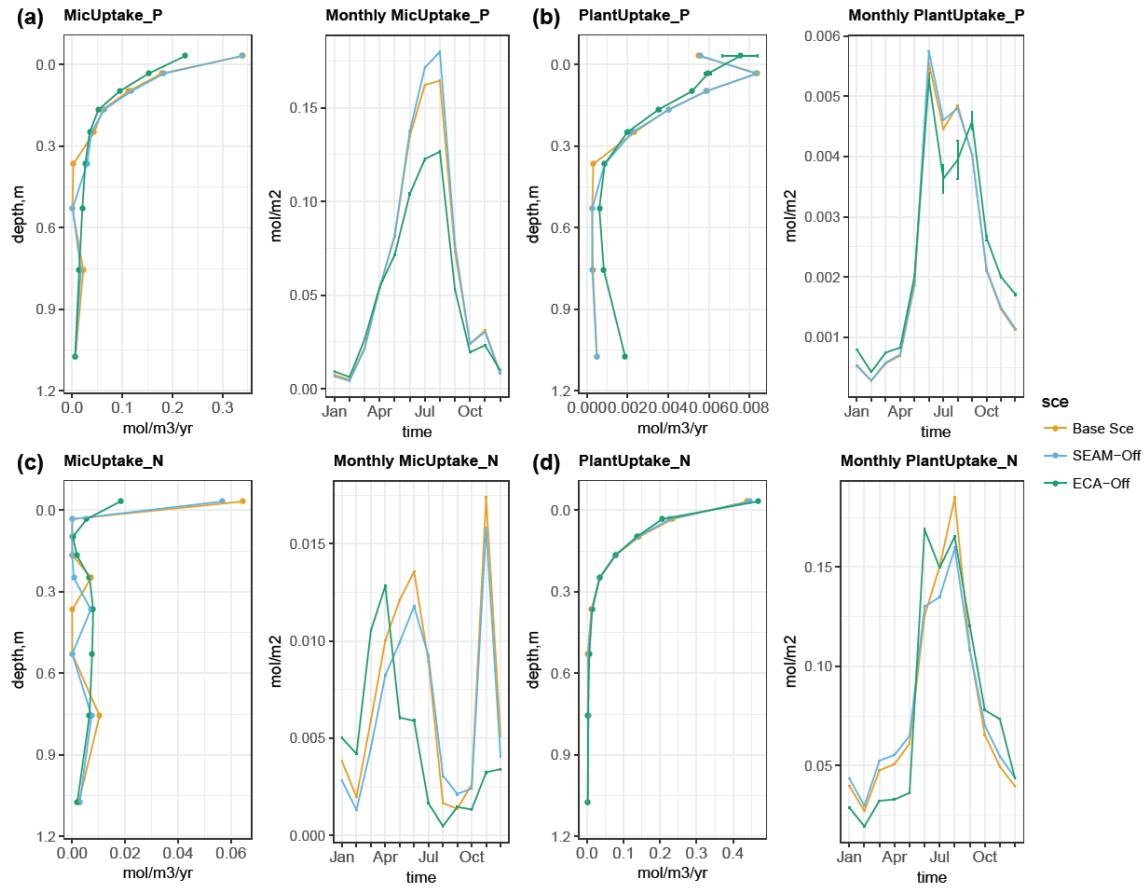 (a) MicUptake_P
Monthly MicUptake_P
(b) PlantUptake_P
Monthly PlantUptake_P
depth,m
0.0
0.3
0.6
0.9
1.2
0.0 0.1 0.2 0.3
mol/m3/yr
mol/m2
0.15
0.10
0.05
0.00
Jan Apr Jul Oct
time
depth,m
0.0
0.3
0.6
0.9
1.2
0.000 0.002 0.004 0.006 0.008
mol/m3/yr
mol/m2
0.006
0.005
0.004
0.003
0.002
0.001
Jan Apr Jul Oct
time
sce
Base Sce
SEAM-Off
ECA-Off
(c) MicUptake_N
Monthly MicUptake_N
(d) PlantUptake_N
Monthly PlantUptake_N
depth,m
0.0
0.3
0.6
0.9
1.2
0.00 0.02 0.04 0.06
mol/m3/yr
mol/m2
0.015
0.010
0.005
0.000
Jan Apr Jul Oct
time
depth,m
0.0
0.3
0.6
0.9
1.2
0.0 0.1 0.2 0.3 0.4
mol/m3/yr
mol/m2
0.15
0.10
0.05
Jan Apr Jul Oct
time